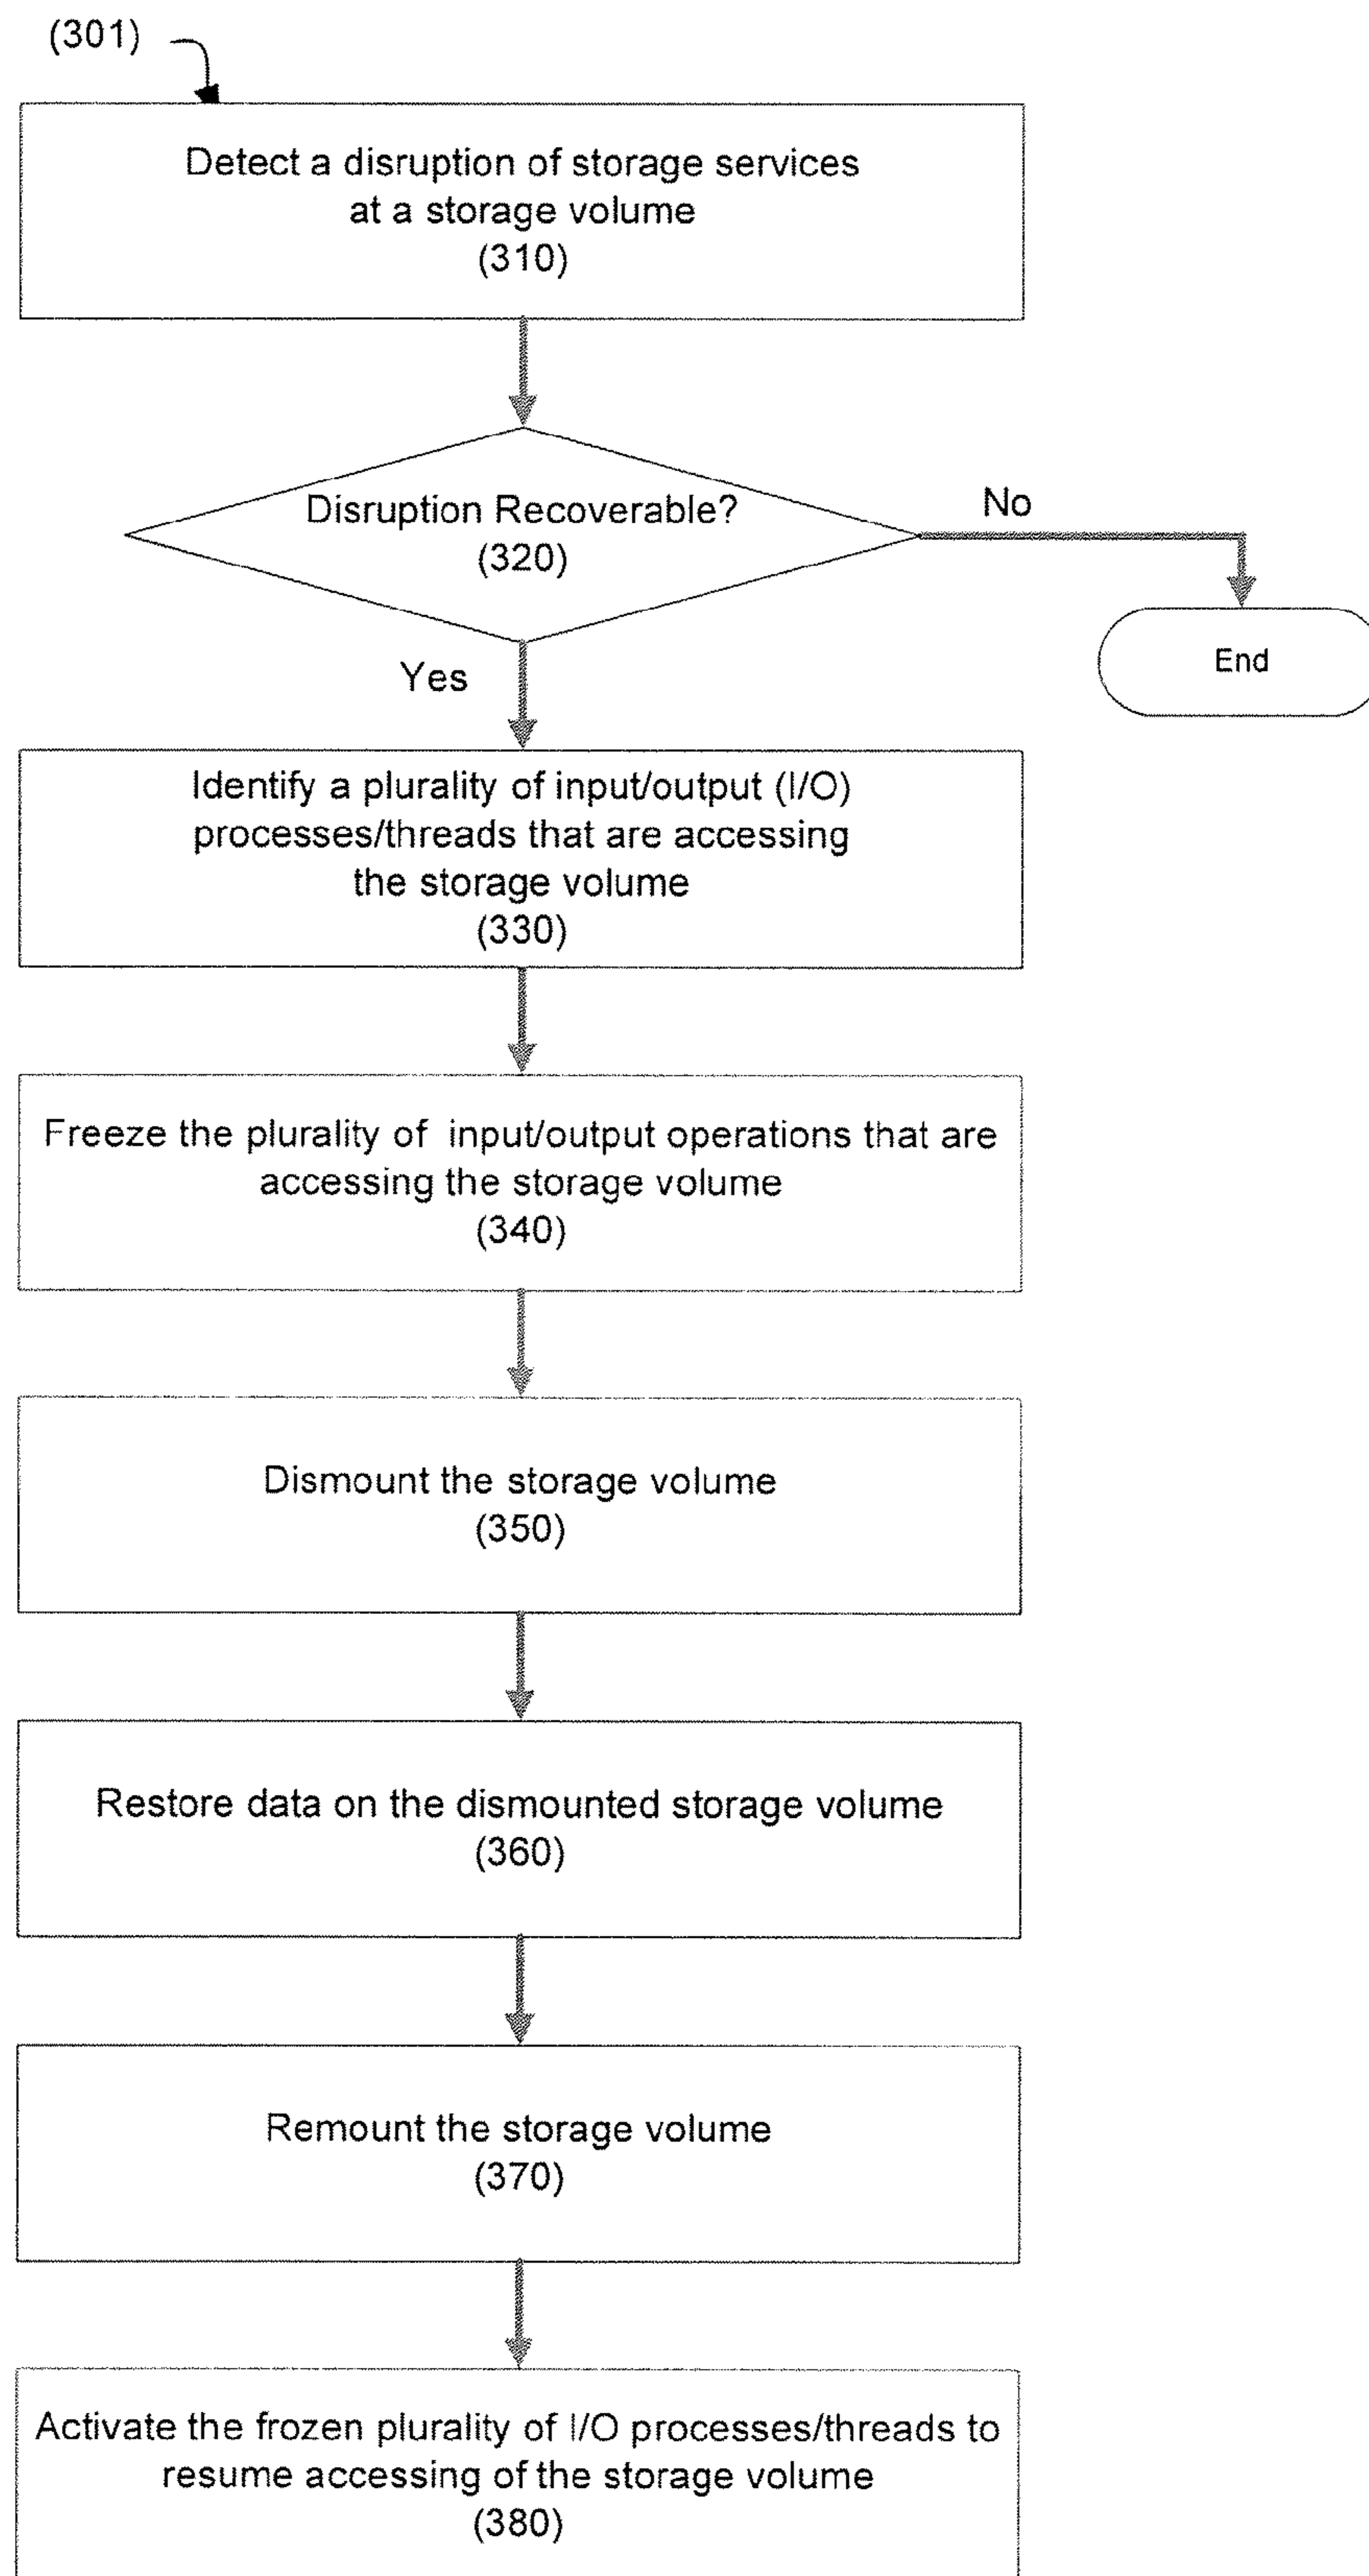 (301)
Detect a disruption of storage services
at a storage volume
(310)
Disruption Recoverable?
(320)
No
End
Yes
Identify a plurality of input/output (I/O)
processes/threads that are accessing
the storage volume
(330)
Freeze the plurality of input/output operations that are
accessing the storage volume
(340)
Dismount the storage volume
(350)
Restore data on the dismounted storage volume
(360)
Remount the storage volume
(370)
Activate the frozen plurality of I/O processes/threads to
resume accessing of the storage volume
(380)